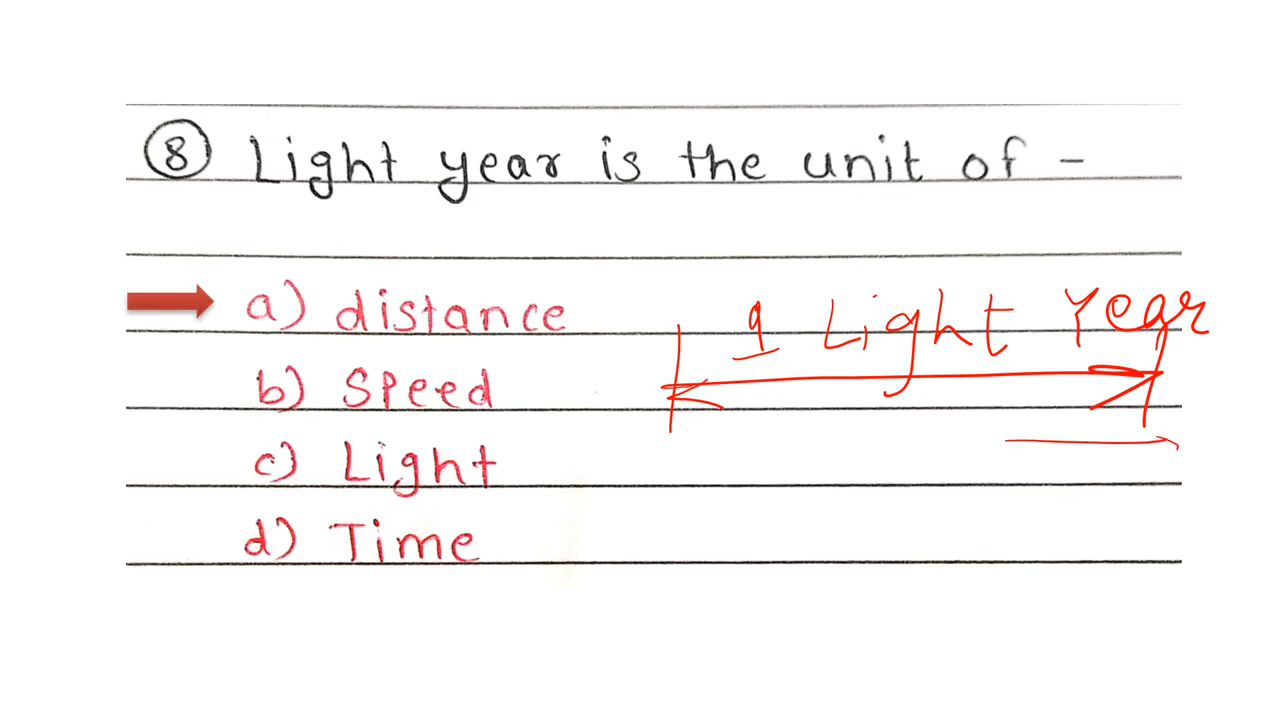 8 Light year is the unit of -
a) distance
1 Light Year
b) Speed
c) Light
d) Time